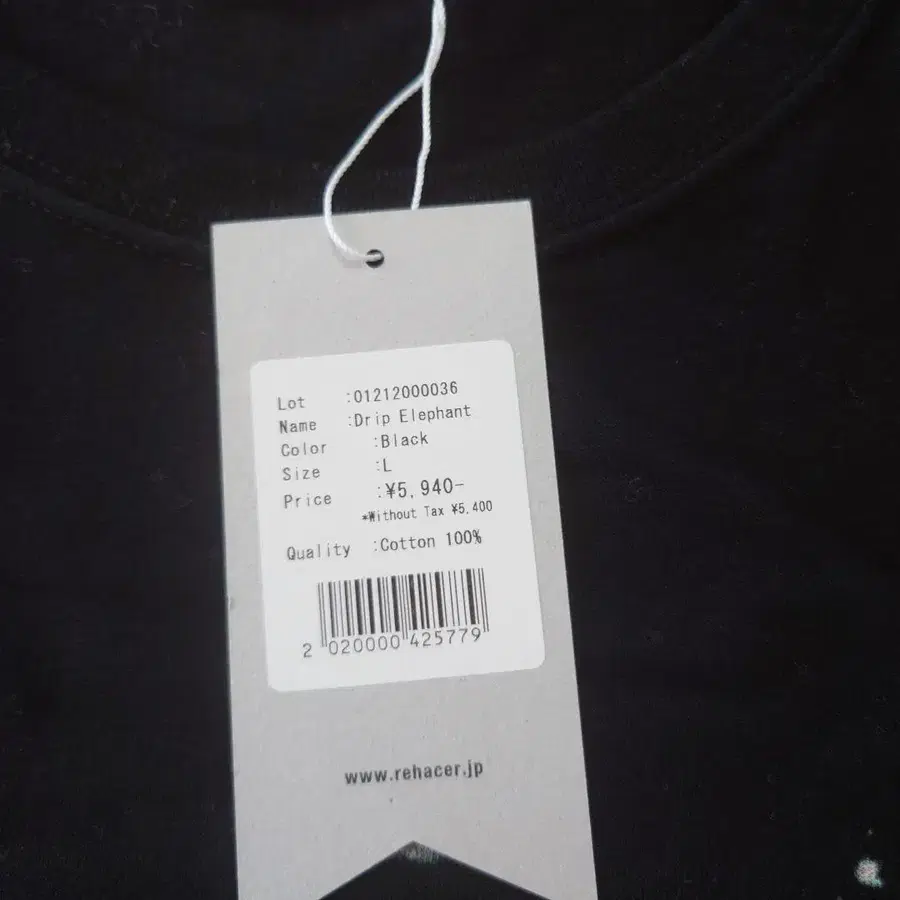 Lot :01212000036
Name :Drip Elephant
Color :Black
Size :L
Price :¥5,940-
*Without Tax ¥5,400
Quality :Cotton 100%
2 020000 425779
www.rehacer.jp